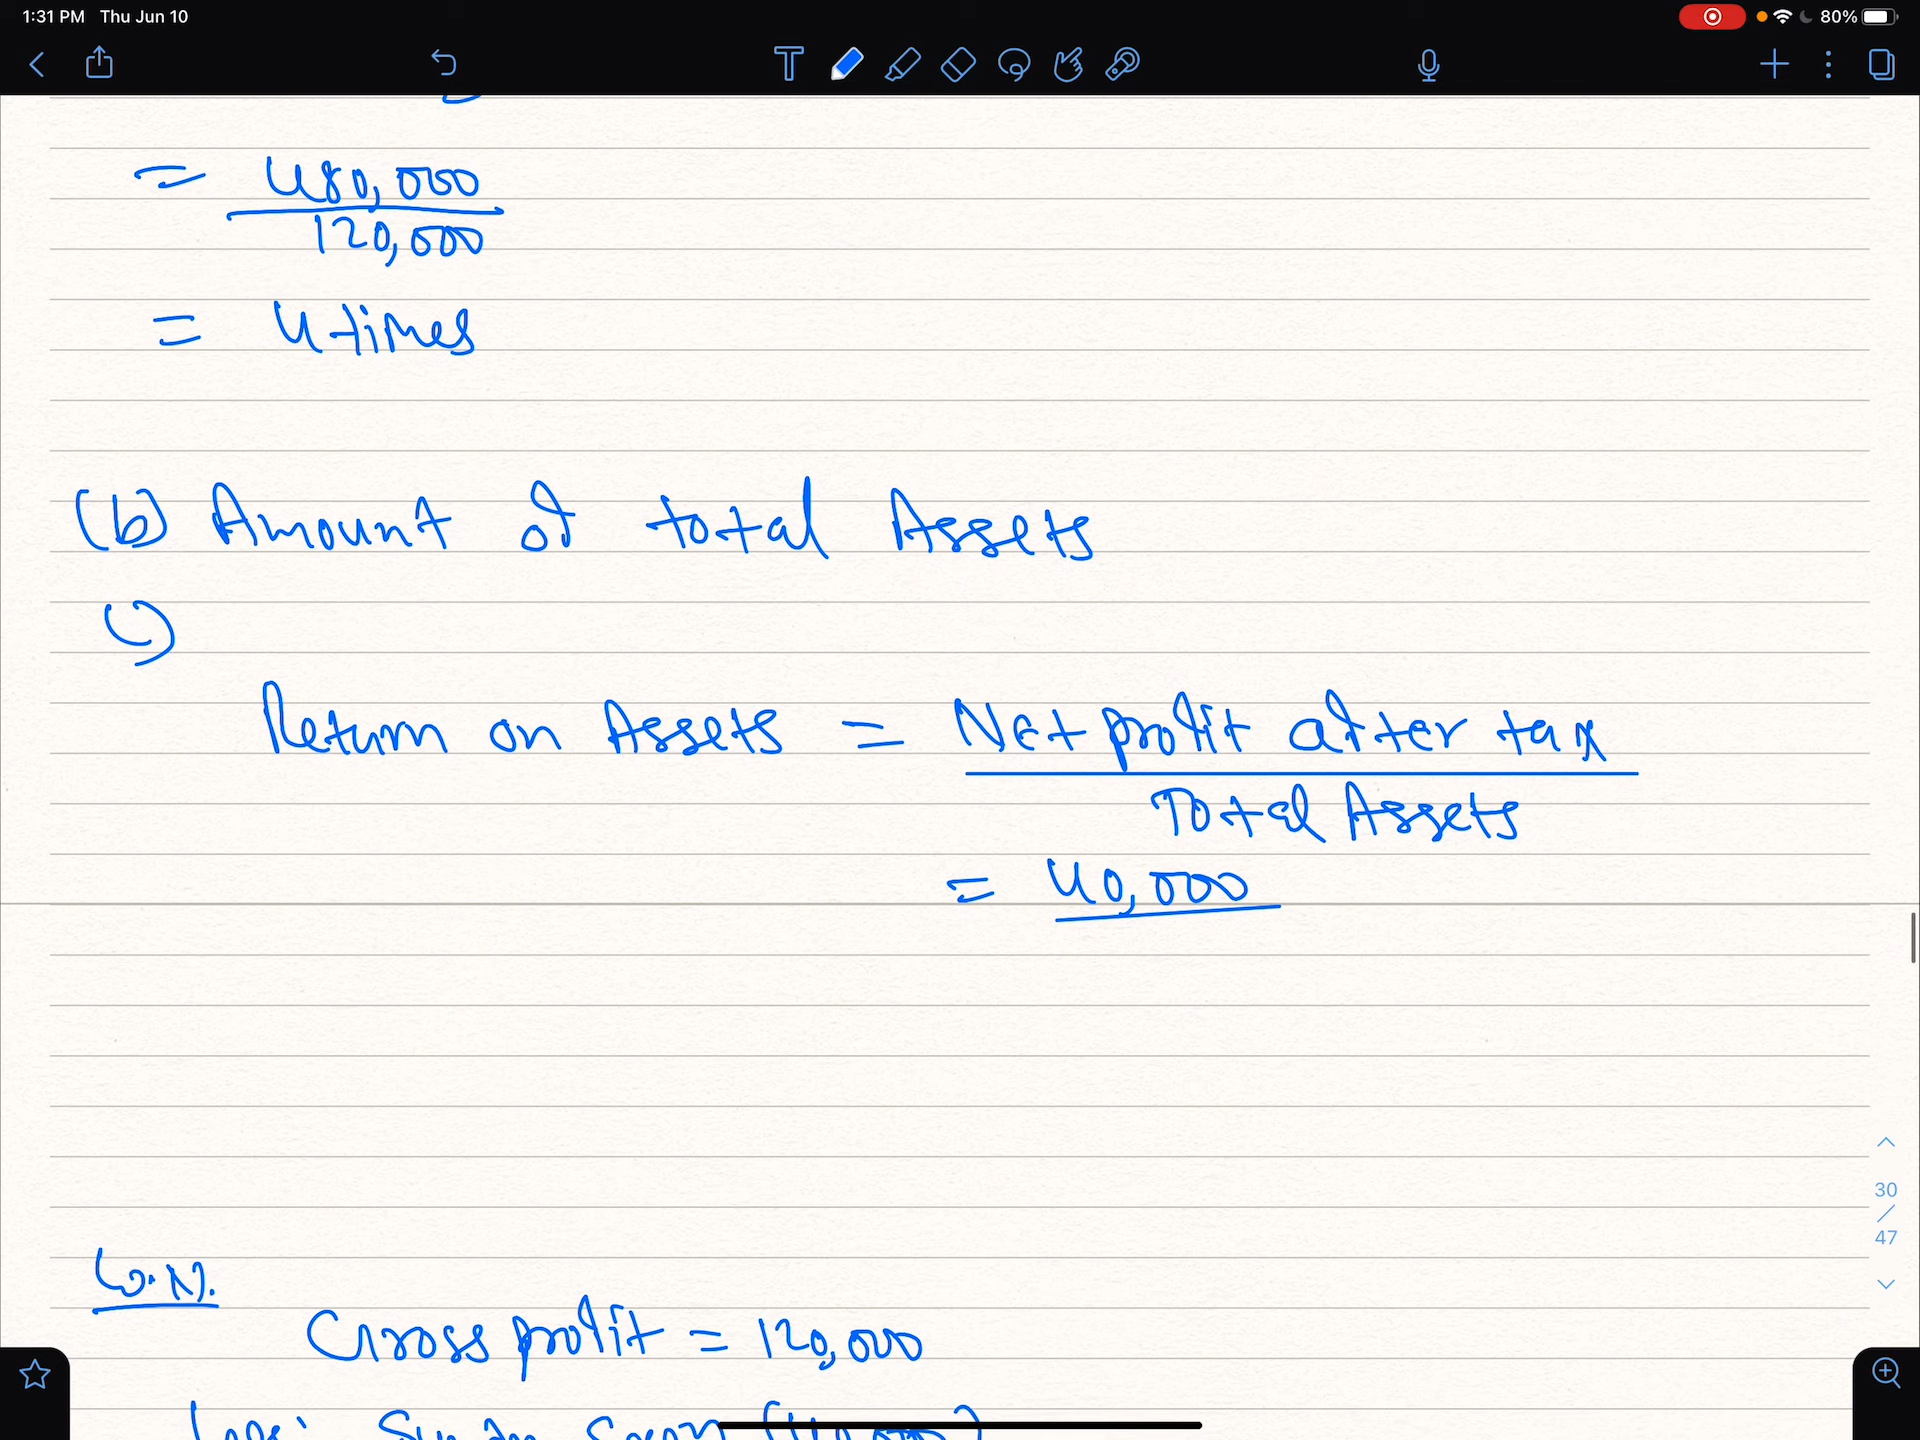 1:31 PM Thu Jun 10
80%
= 480,000
120,000
= 4 times
(b) Amount of total Assets
Return on Assets = Net profit after tax
Total Assets
= 40,000
30
/
47
W.N.
Gross profit = 120,000